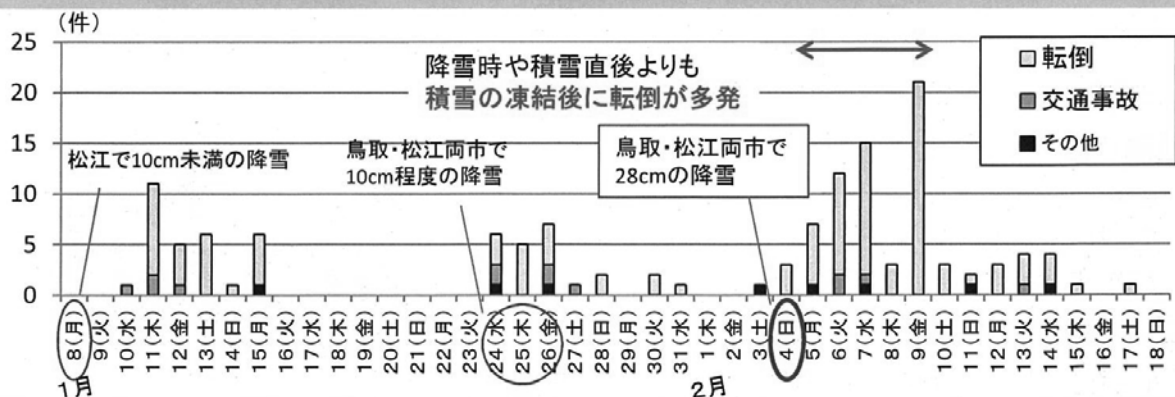 (件)
25
20
15
10
5
0
降雪時や積雪直後よりも
積雪の凍結後に転倒が多発
転倒
交通事故
その他
松江で10cm未満の降雪
鳥取・松江両市で
10cm程度の降雪
鳥取・松江両市で
28cmの降雪
8(月)
9(火)
10(水)
11(木)
12(金)
13(土)
14(日)
15(月)
16(火)
17(水)
18(木)
19(金)
20(土)
21(日)
22(月)
23(火)
24(水)
25(木)
26(金)
27(土)
28(日)
29(月)
30(火)
31(水)
1(木)
2(金)
3(土)
4(日)
5(月)
6(火)
7(水)
8(木)
9(金)
10(土)
11(日)
12(月)
13(火)
14(水)
15(木)
16(金)
17(土)
18(日)
1月
2月